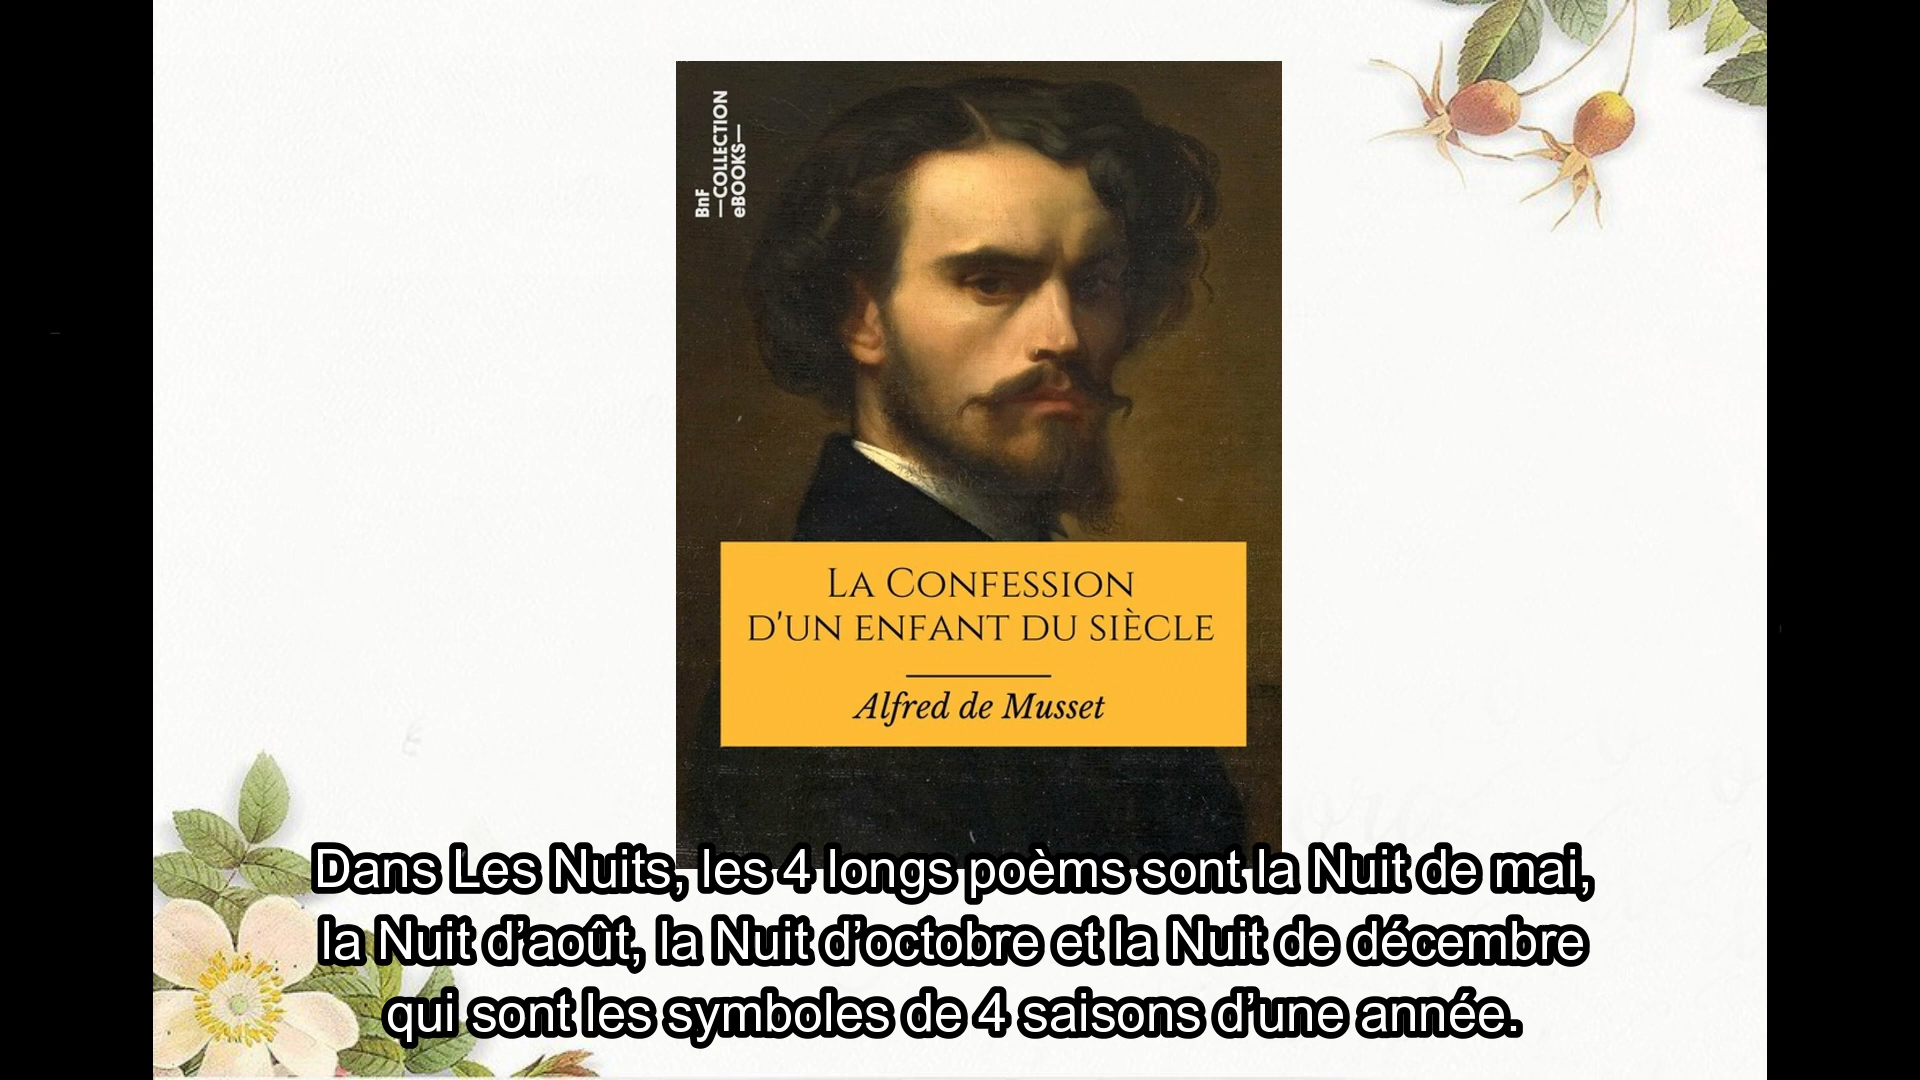 BnF
—COLLECTION
eBOOKS—
LA CONFESSION
D'UN ENFANT DU SIÈCLE
Alfred de Musset
Dans Les Nuits, les 4 longs poèms sont la Nuit de mai,
la Nuit d’août, la Nuit d’octobre et la Nuit de décembre
qui sont les symboles de 4 saisons d’une année.